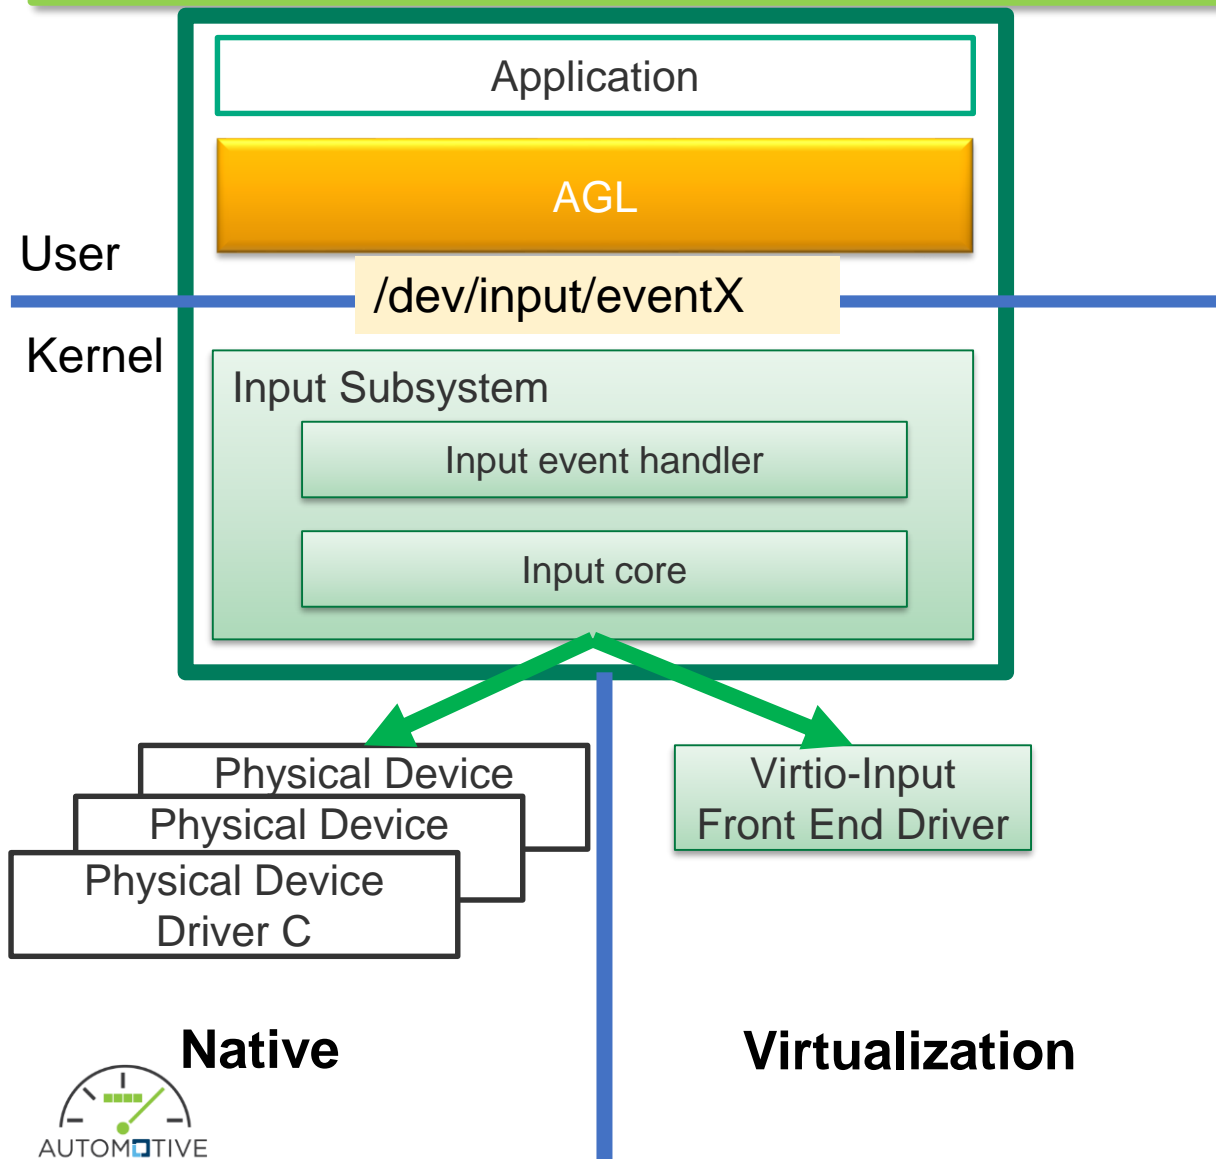 Application
AGL
User
/dev/input/eventX
Kernel
Input Subsystem
Input event handler
Input core
Physical Device
Physical Device
Physical Device
Driver C
Virtio-Input
Front End Driver
Native
Virtualization
AUTOMOTIVE